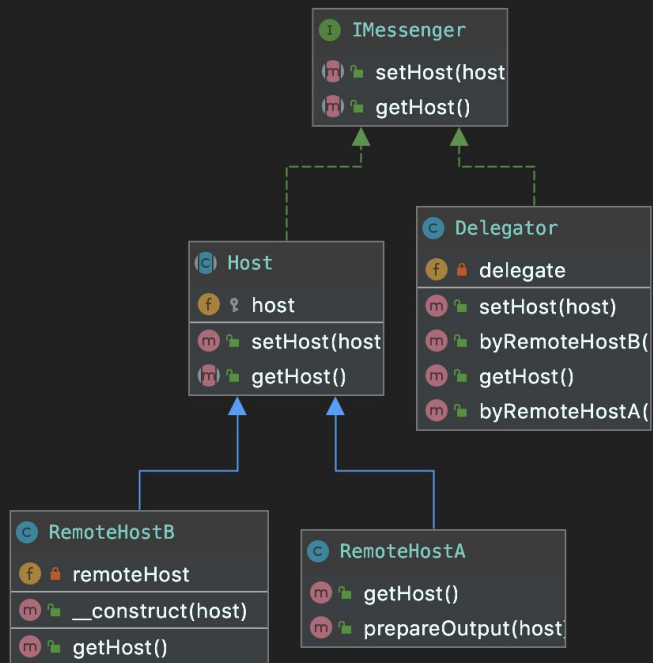 I IMessenger
m setHost(host
m getHost()
C Host
f host
m setHost(host
m getHost()
C Delegator
f delegate
m setHost(host)
m byRemoteHostB(
m getHost()
m byRemoteHostA(
C RemoteHostB
f remoteHost
m __construct(host)
m getHost()
C RemoteHostA
m getHost()
m prepareOutput(host)